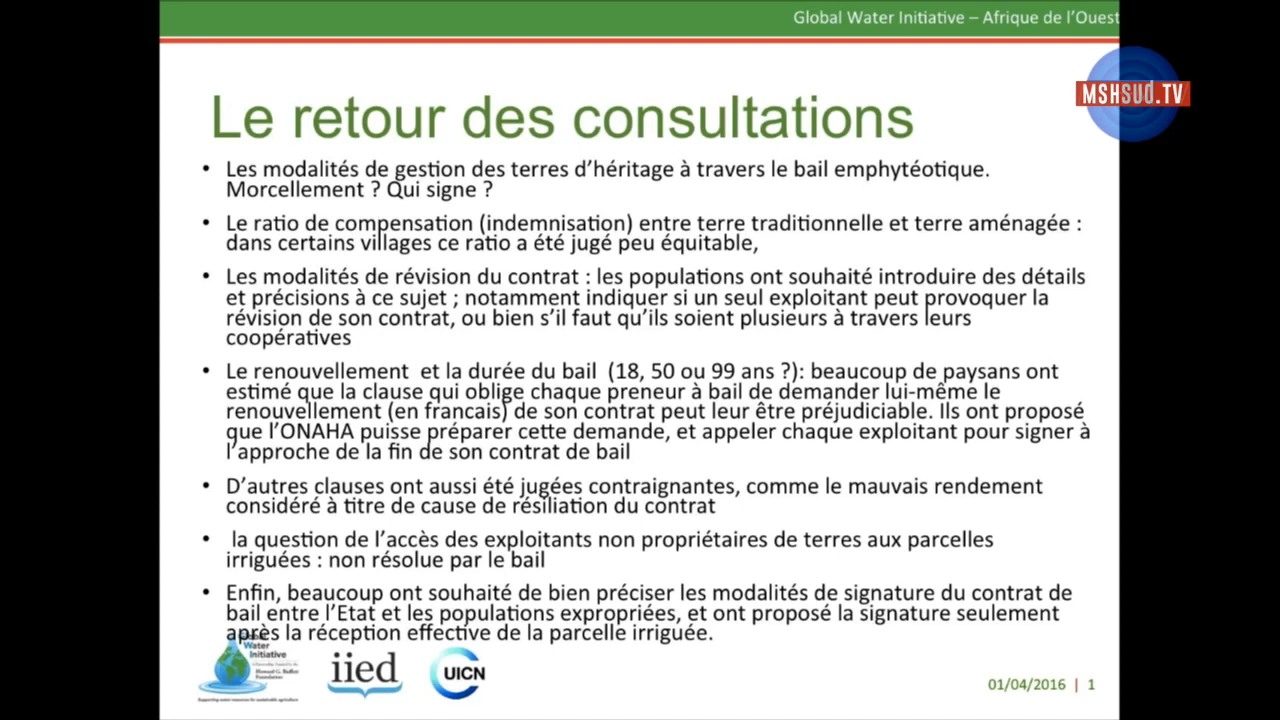 Global Water Initiative – Afrique de l’Ouest
MSHSUD.TV
Le retour des consultations
• Les modalités de gestion des terres d’héritage à travers le bail emphytéotique.
Morcellement ? Qui signe ?
• Le ratio de compensation (indemnisation) entre terre traditionnelle et terre aménagée :
dans certains villages ce ratio a été jugé peu équitable,
• Les modalités de révision du contrat : les populations ont souhaité introduire des détails
et précisions à ce sujet ; notamment indiquer si un seul exploitant peut provoquer la
révision de son contrat, ou bien s’il faut qu’ils soient plusieurs à travers leurs
coopératives
• Le renouvellement et la durée du bail (18, 50 ou 99 ans ?): beaucoup de paysans ont
estimé que la clause qui oblige chaque preneur à bail de demander lui-même le
renouvellement (en francais) de son contrat peut leur être préjudiciable. Ils ont proposé
que l’ONAHA puisse préparer cette demande, et appeler chaque exploitant pour signer à
l’approche de la fin de son contrat de bail
• D’autres clauses ont aussi été jugées contraignantes, comme le mauvais rendement
considéré à titre de cause de résiliation du contrat
• la question de l’accès des exploitants non propriétaires de terres aux parcelles
irriguées : non résolue par le bail
• Enfin, beaucoup ont souhaité de bien préciser les modalités de signature du contrat de
bail entre l’Etat et les populations expropriées, et ont proposé la signature seulement
après la réception effective de la parcelle irriguée.
Water
Initiative
Howard G. Buffett
Foundation
Supporting water resources for sustainable agriculture
iied
UICN
01/04/2016 | 1